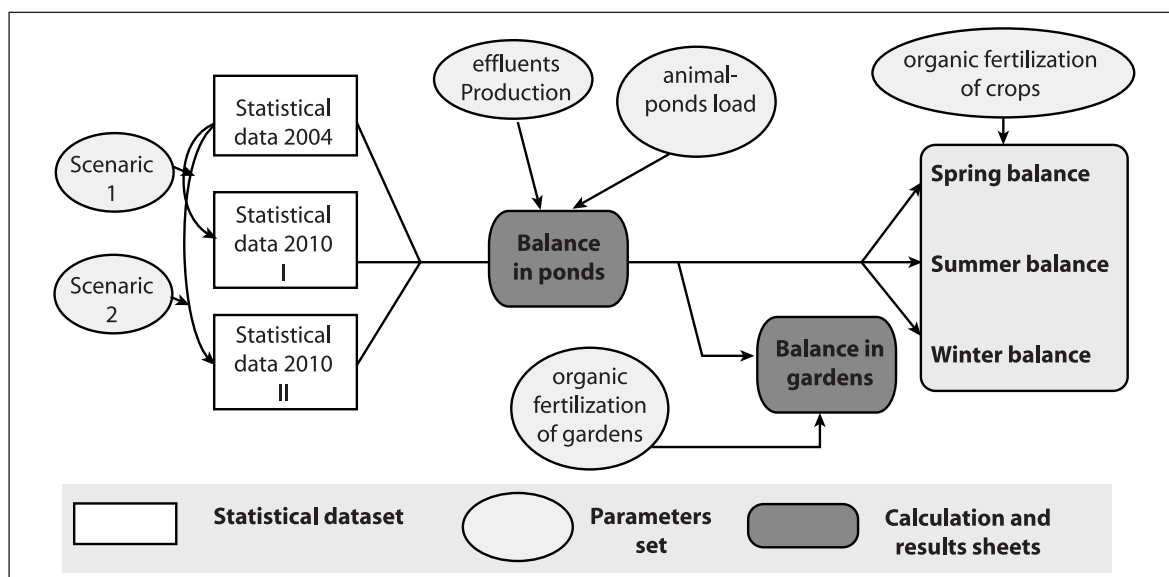 Scenaric
1
Scenaric
2
Statistical
data 2004
Statistical
data 2010
I
Statistical
data 2010
II
effluents
Production
animal-
ponds load
Balance
in ponds
organic
fertilization
of gardens
Balance in
gardens
organic fertilization
of crops
Spring balance
Summer balance
Winter balance
Statistical dataset
Parameters
set
Calculation and
results sheets